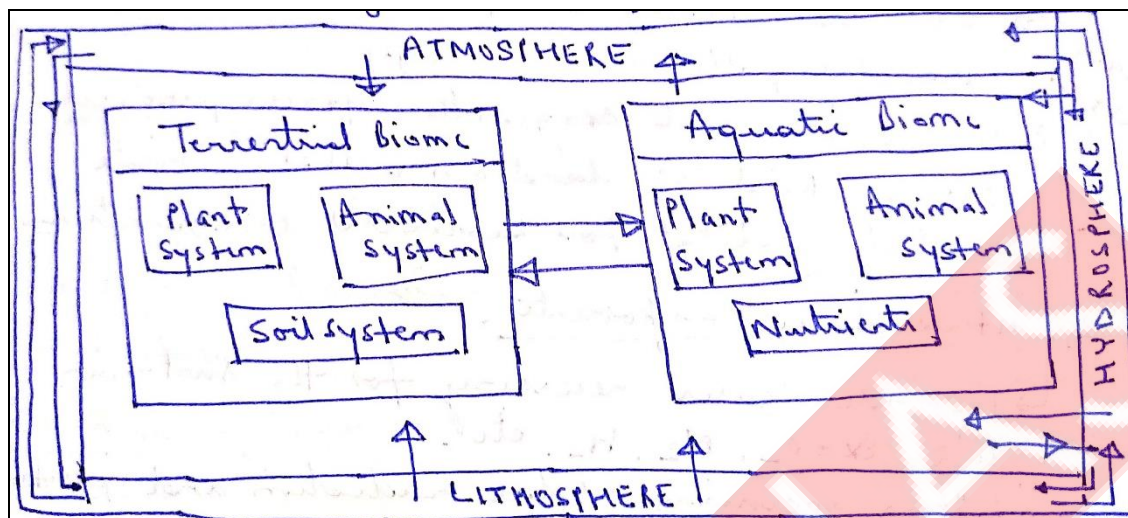 ATMOSPHERE
Terrestrial Biome
Aquatic Biome
Plant
System
Animal
System
Soil System
Plant
System
Animal
System
Nutrients
HYDROSPHERE
LITHOSPHERE